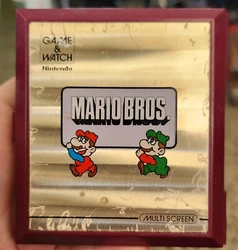 GAME
&
WATCH
Nintendo
MARIO BROS.
MULTI SCREEN